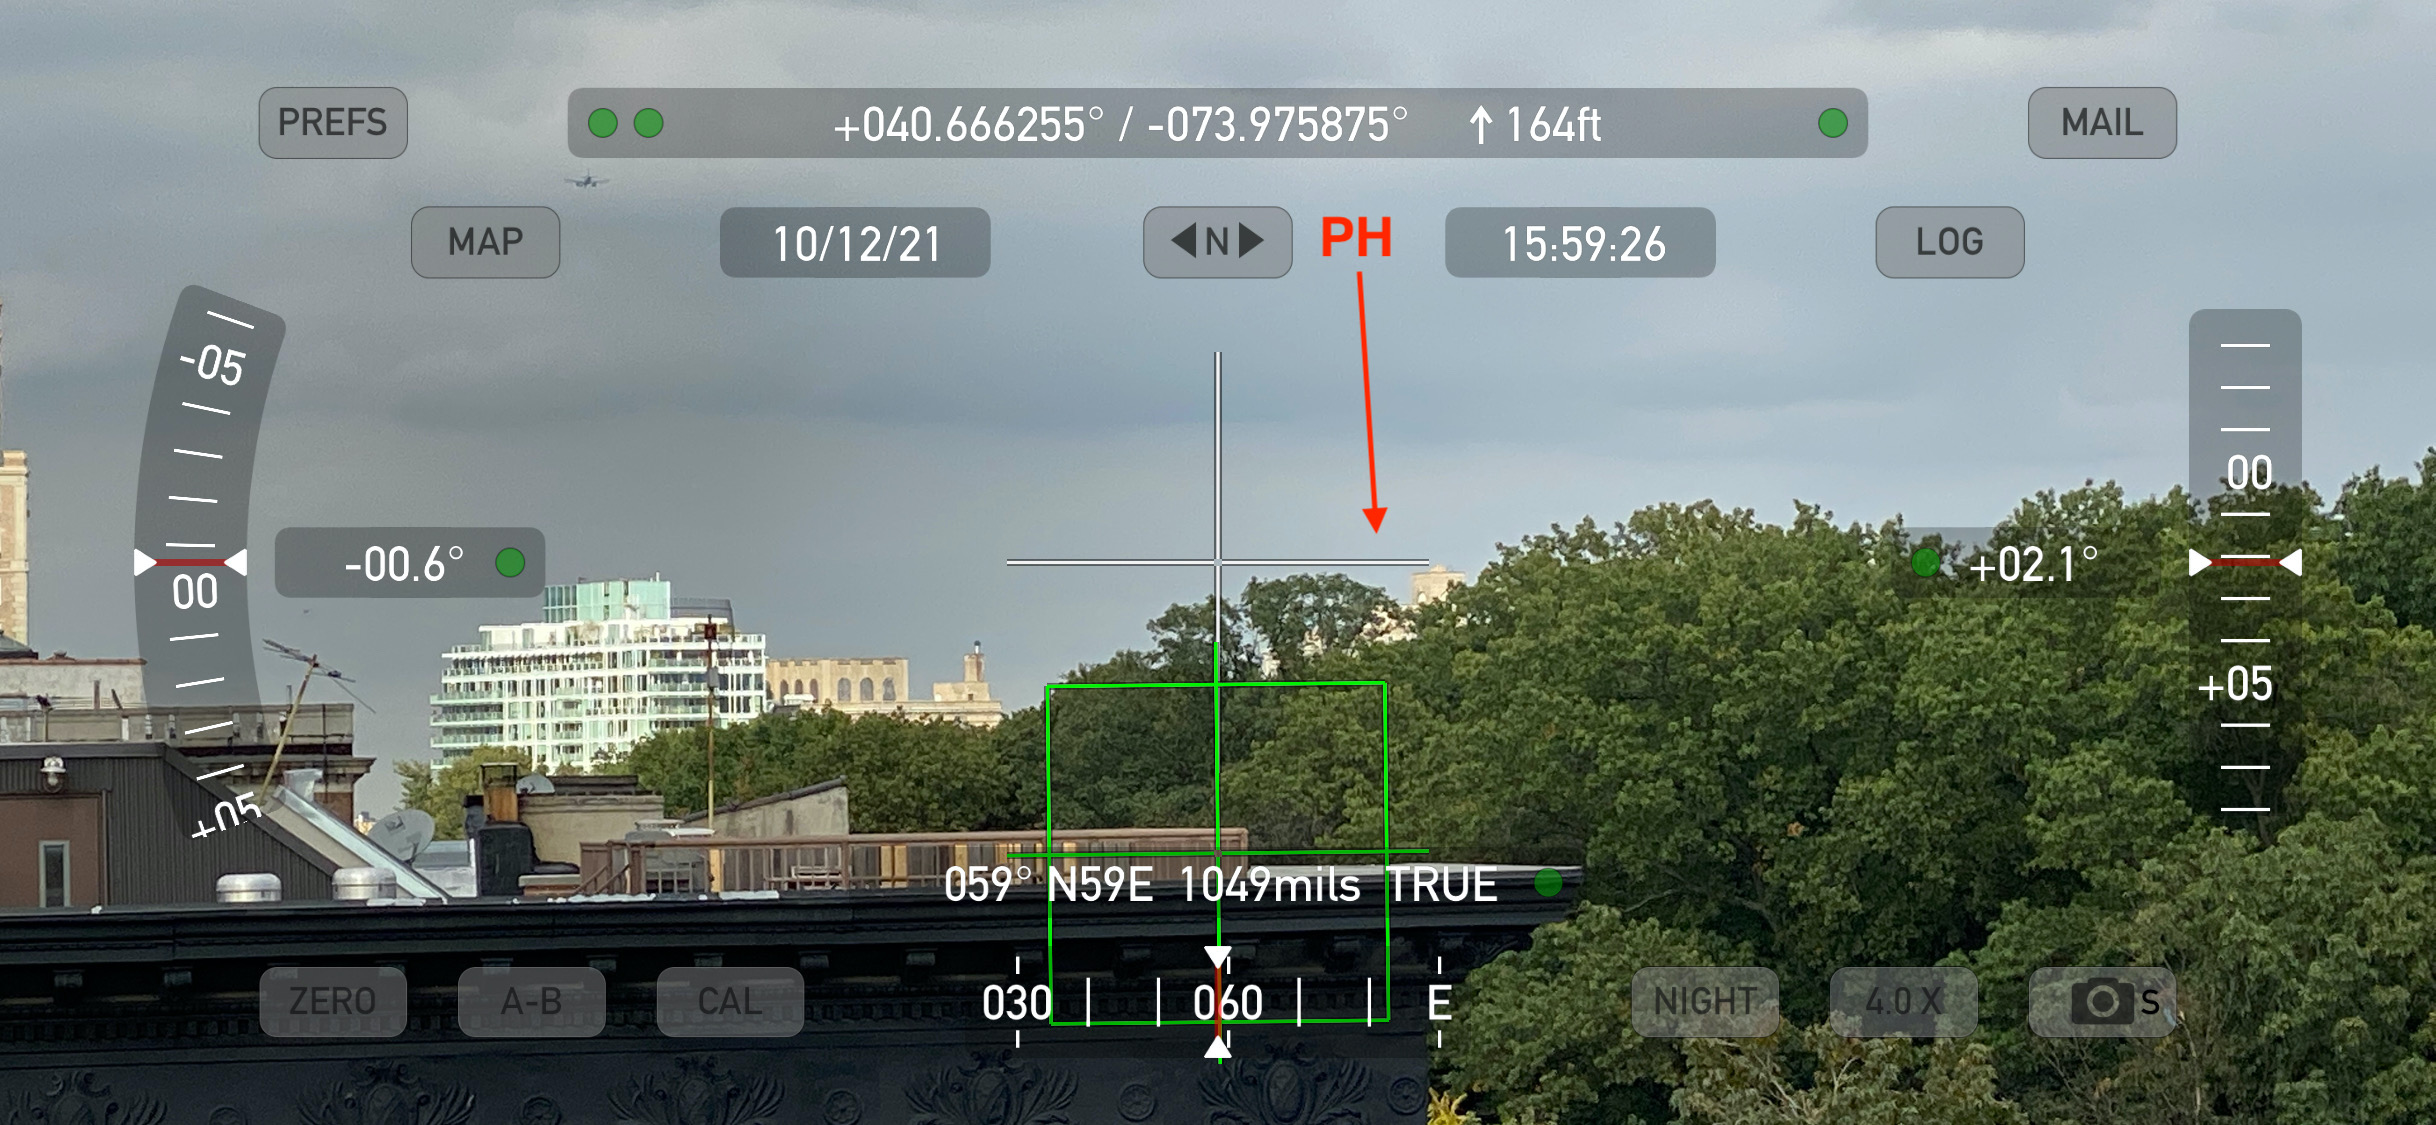 PREFS
+040.666255° / -073.975875° ↑ 164ft
MAIL
MAP
10/12/21
N
PH
15:59:26
LOG
-05
00
+05
-00.6°
00
+05
+02.1°
059° N59E 1049mils TRUE
ZERO
A-B
CAL
030
060
E
NIGHT
4.0 X
S